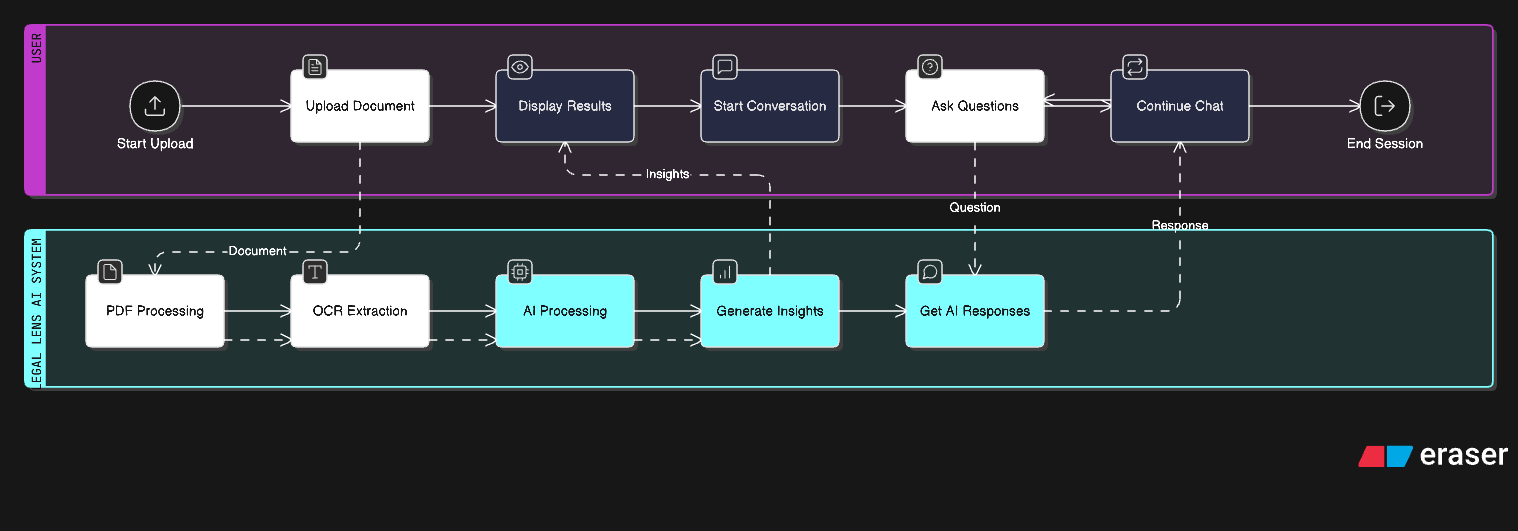 USER
Start Upload
Upload Document
Display Results
Start Conversation
Ask Questions
Continue Chat
End Session
Insights
Question
Response
LEGAL LENS AI SYSTEM
Document
PDF Processing
OCR Extraction
AI Processing
Generate Insights
Get AI Responses
eraser